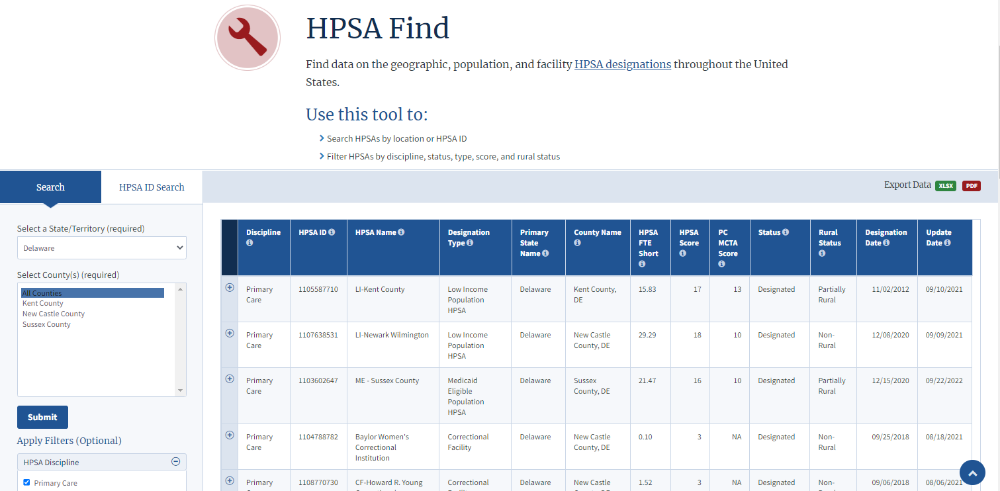 HPSA Find
Find data on the geographic, population, and facility HPSA designations throughout the United
States.
Use this tool to:
Search HPSAs by location or HPSA ID
Filter HPSAs by discipline, status, type, score, and rural status
Search
HPSA ID Search
Export Data XLSX PDF
Select a State/Territory (required)
Delaware
Select County(s) (required)
All Counties
Kent County
New Castle County
Sussex County
Submit
Apply Filters (Optional)
HPSA Discipline
Primary Care
Discipline
HPSA ID
HPSA Name
Designation
Type
Primary
State
Name
County Name
HPSA
FTE
Short
HPSA
Score
PC
MCTA
Score
Status
Rural
Status
Designation
Date
Update
Date
Primary
Care
1105587710
LI-Kent County
Low Income
Population
HPSA
Delaware
Kent County,
DE
15.83
17
13
Designated
Partially
Rural
11/02/2012
09/10/2021
Primary
Care
1107638531
LI-Newark Wilmington
Low Income
Population
HPSA
Delaware
New Castle
County, DE
29.29
18
10
Designated
Non-
Rural
12/08/2020
09/09/2021
Primary
Care
1103602647
ME - Sussex County
Medicaid
Eligible
Population
HPSA
Delaware
Sussex
County, DE
21.47
16
10
Designated
Partially
Rural
12/15/2020
09/22/2022
Primary
Care
1104788782
Baylor Women's
Correctional
Institution
Correctional
Facility
Delaware
New Castle
County, DE
0.10
3
NA
Designated
Non-
Rural
09/25/2018
08/18/2021
Primary
1108770730
CF-Howard R. Young
Correctional
Delaware
New Castle
1.52
3
NA
Designated
Non-
09/06/2018
08/06/2021